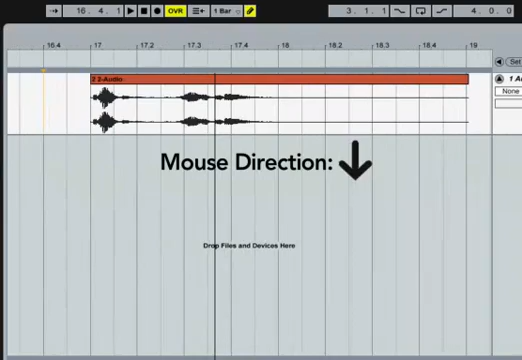 16. 4. 1 OVR 1 Bar 3. 1. 1 4. 0. 0
16.4 17 17.2 17.3 17.4 18 18.2 18.3 18.4 19
Set
2 2-Audio
1 A
None
Mouse Direction:
Drop Files and Devices Here